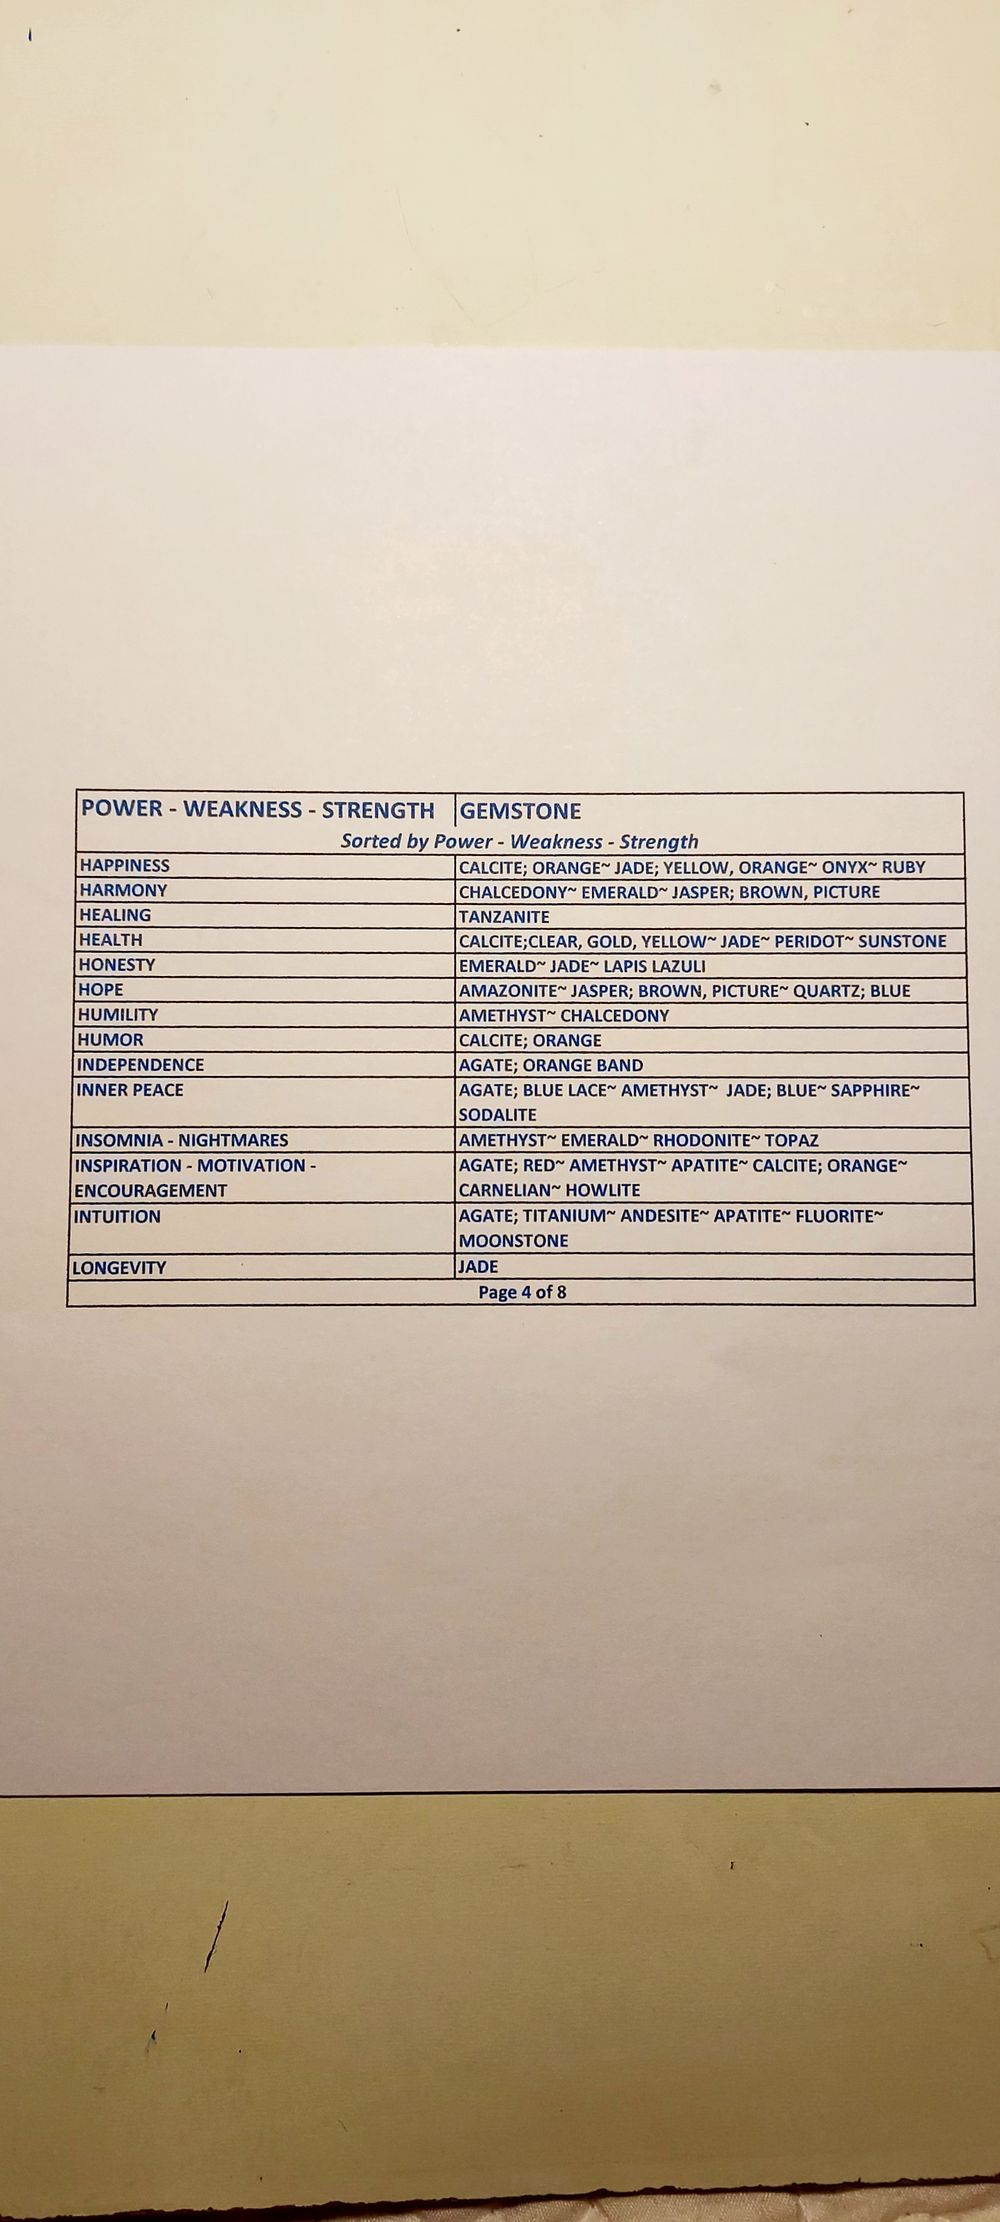 POWER - WEAKNESS - STRENGTH GEMSTONE
Sorted by Power - Weakness - Strength
HAPPINESS CALCITE; ORANGE~ JADE; YELLOW, ORANGE~ ONYX~ RUBY
HARMONY CHALCEDONY~ EMERALD~ JASPER; BROWN, PICTURE
HEALING TANZANITE
HEALTH CALCITE;CLEAR, GOLD, YELLOW~ JADE~ PERIDOT~ SUNSTONE
HONESTY EMERALD~ JADE~ LAPIS LAZULI
HOPE AMAZONITE~ JASPER; BROWN, PICTURE~ QUARTZ; BLUE
HUMILITY AMETHYST~ CHALCEDONY
HUMOR CALCITE; ORANGE
INDEPENDENCE AGATE; ORANGE BAND
INNER PEACE AGATE; BLUE LACE~ AMETHYST~ JADE; BLUE~ SAPPHIRE~
SODALITE
INSOMNIA - NIGHTMARES AMETHYST~ EMERALD~ RHODONITE~ TOPAZ
INSPIRATION - MOTIVATION - AGATE; RED~ AMETHYST~ APATITE~ CALCITE; ORANGE~
ENCOURAGEMENT CARNELIAN~ HOWLITE
INTUITION AGATE; TITANIUM~ ANDESITE~ APATITE~ FLUORITE~
MOONSTONE
LONGEVITY JADE
Page 4 of 8